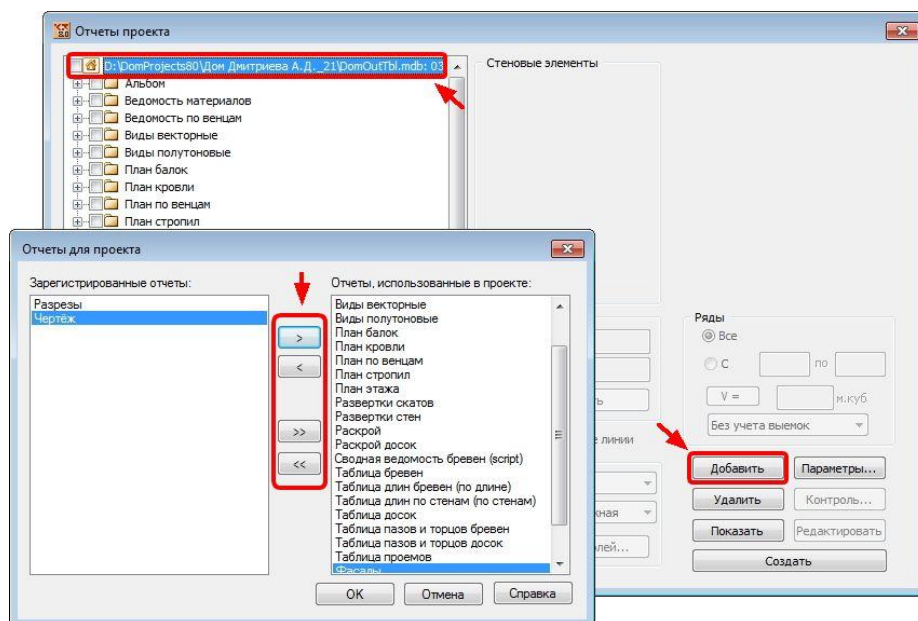 Отчеты проекта
D:\DomProjects80\Дом Дмитриева А.Д._21\DomOutTbl.mdb: 03
Альбом
Ведомость материалов
Ведомость по венцам
Виды векторные
Виды полутоновые
План балок
План кровли
План по венцам
План стропил
Стеновые элементы
Отчеты для проекта
Зарегистрированные отчеты:
Разрезы
Чертёж
>
<
>>
<<
Отчеты, использованные в проекте:
Виды векторные
Виды полутоновые
План балок
План кровли
План по венцам
План стропил
План этажа
Развертки скатов
Развертки стен
Раскрой
Раскрой досок
Сводная ведомость бревен (script)
Таблица бревен
Таблица длин бревен (по длине)
Таблица длин по стенам (по стенам)
Таблица досок
Таблица пазов и торцов бревен
Таблица пазов и торцов досок
Таблица проемов
Фасады
OK
Отмена
Справка
Ряды
Все
С
по
V =
м.куб
Без учета выемок
линии
Добавить
Параметры...
Удалить
Контроль...
Показать
Редактировать
Создать